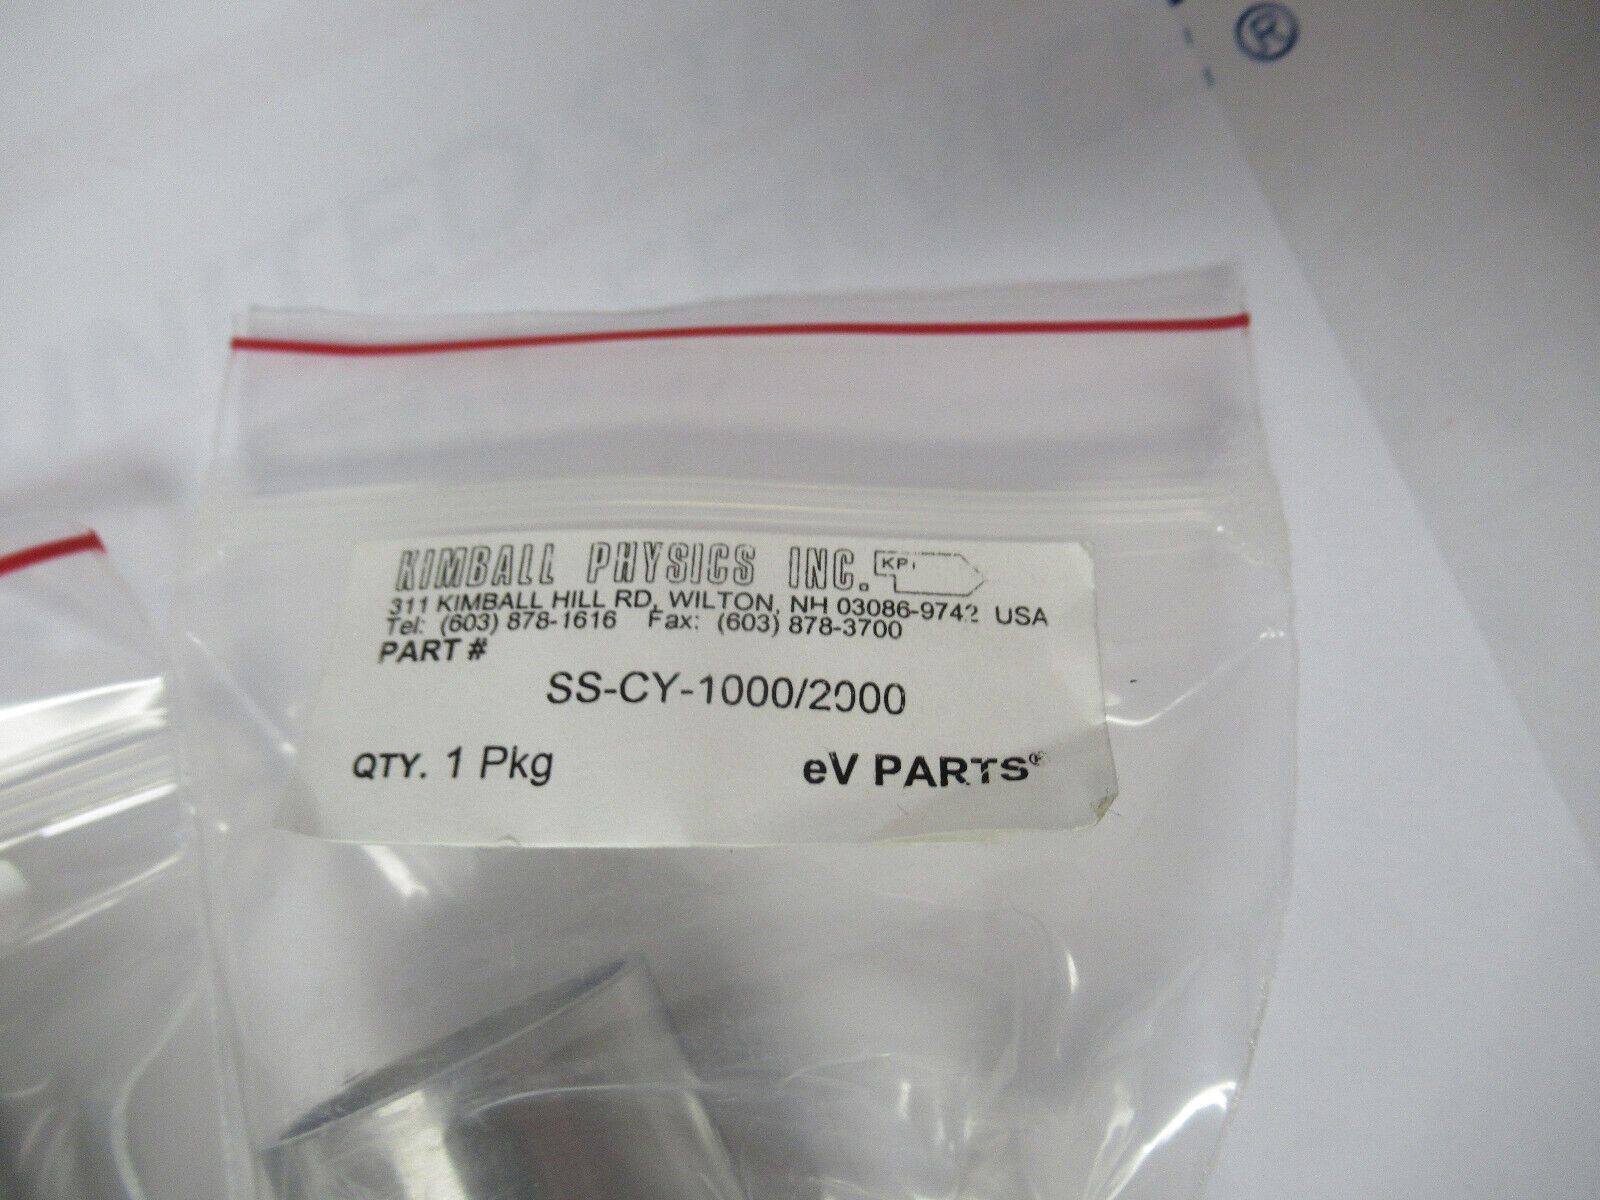 ®
KIMBALL PHYSICS INC. KPI
311 KIMBALL HILL RD, WILTON, NH 03086-9742 USA
Tel: (603) 878-1616 Fax: (603) 878-3700
PART #
SS-CY-1000/2000
QTY. 1 Pkg eV PARTS®